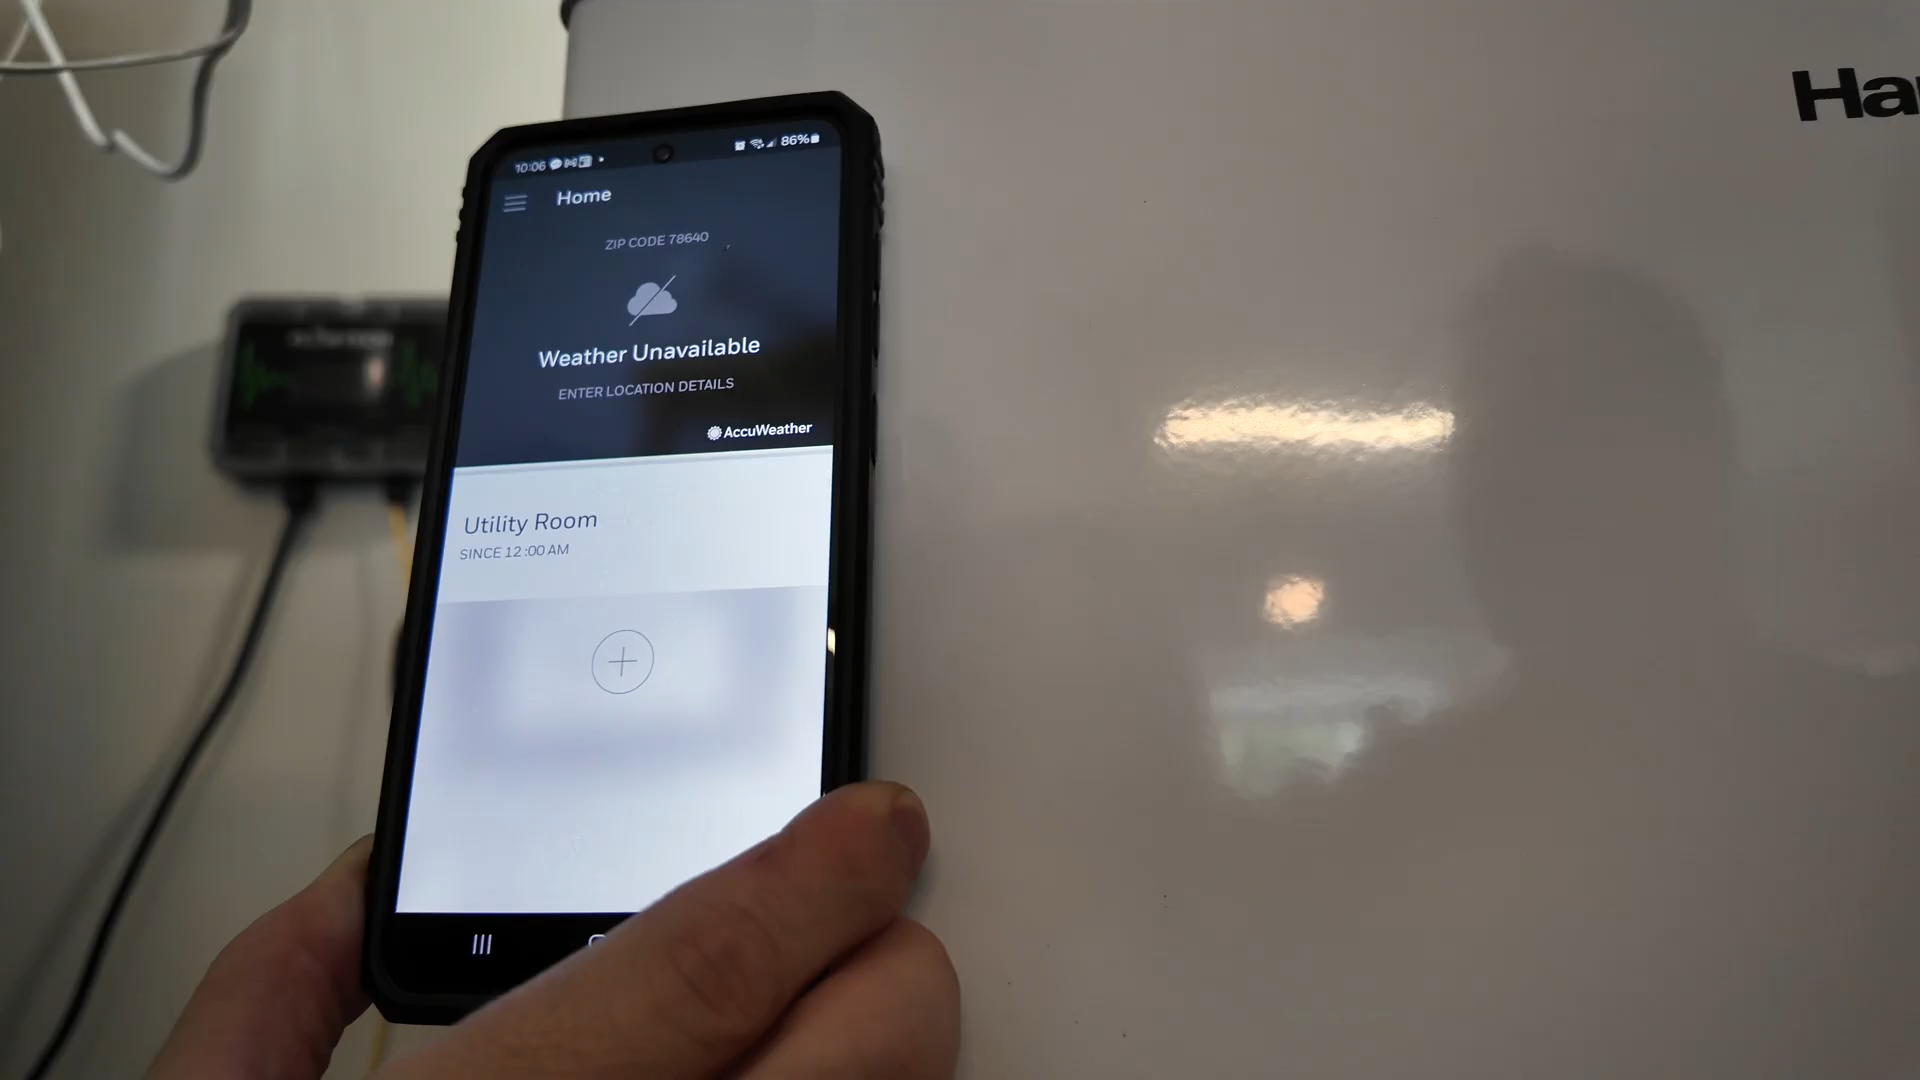 Ha
10:06
86%
Home
ZIP CODE 78640
Weather Unavailable
ENTER LOCATION DETAILS
AccuWeather
Utility Room
SINCE 12:00 AM